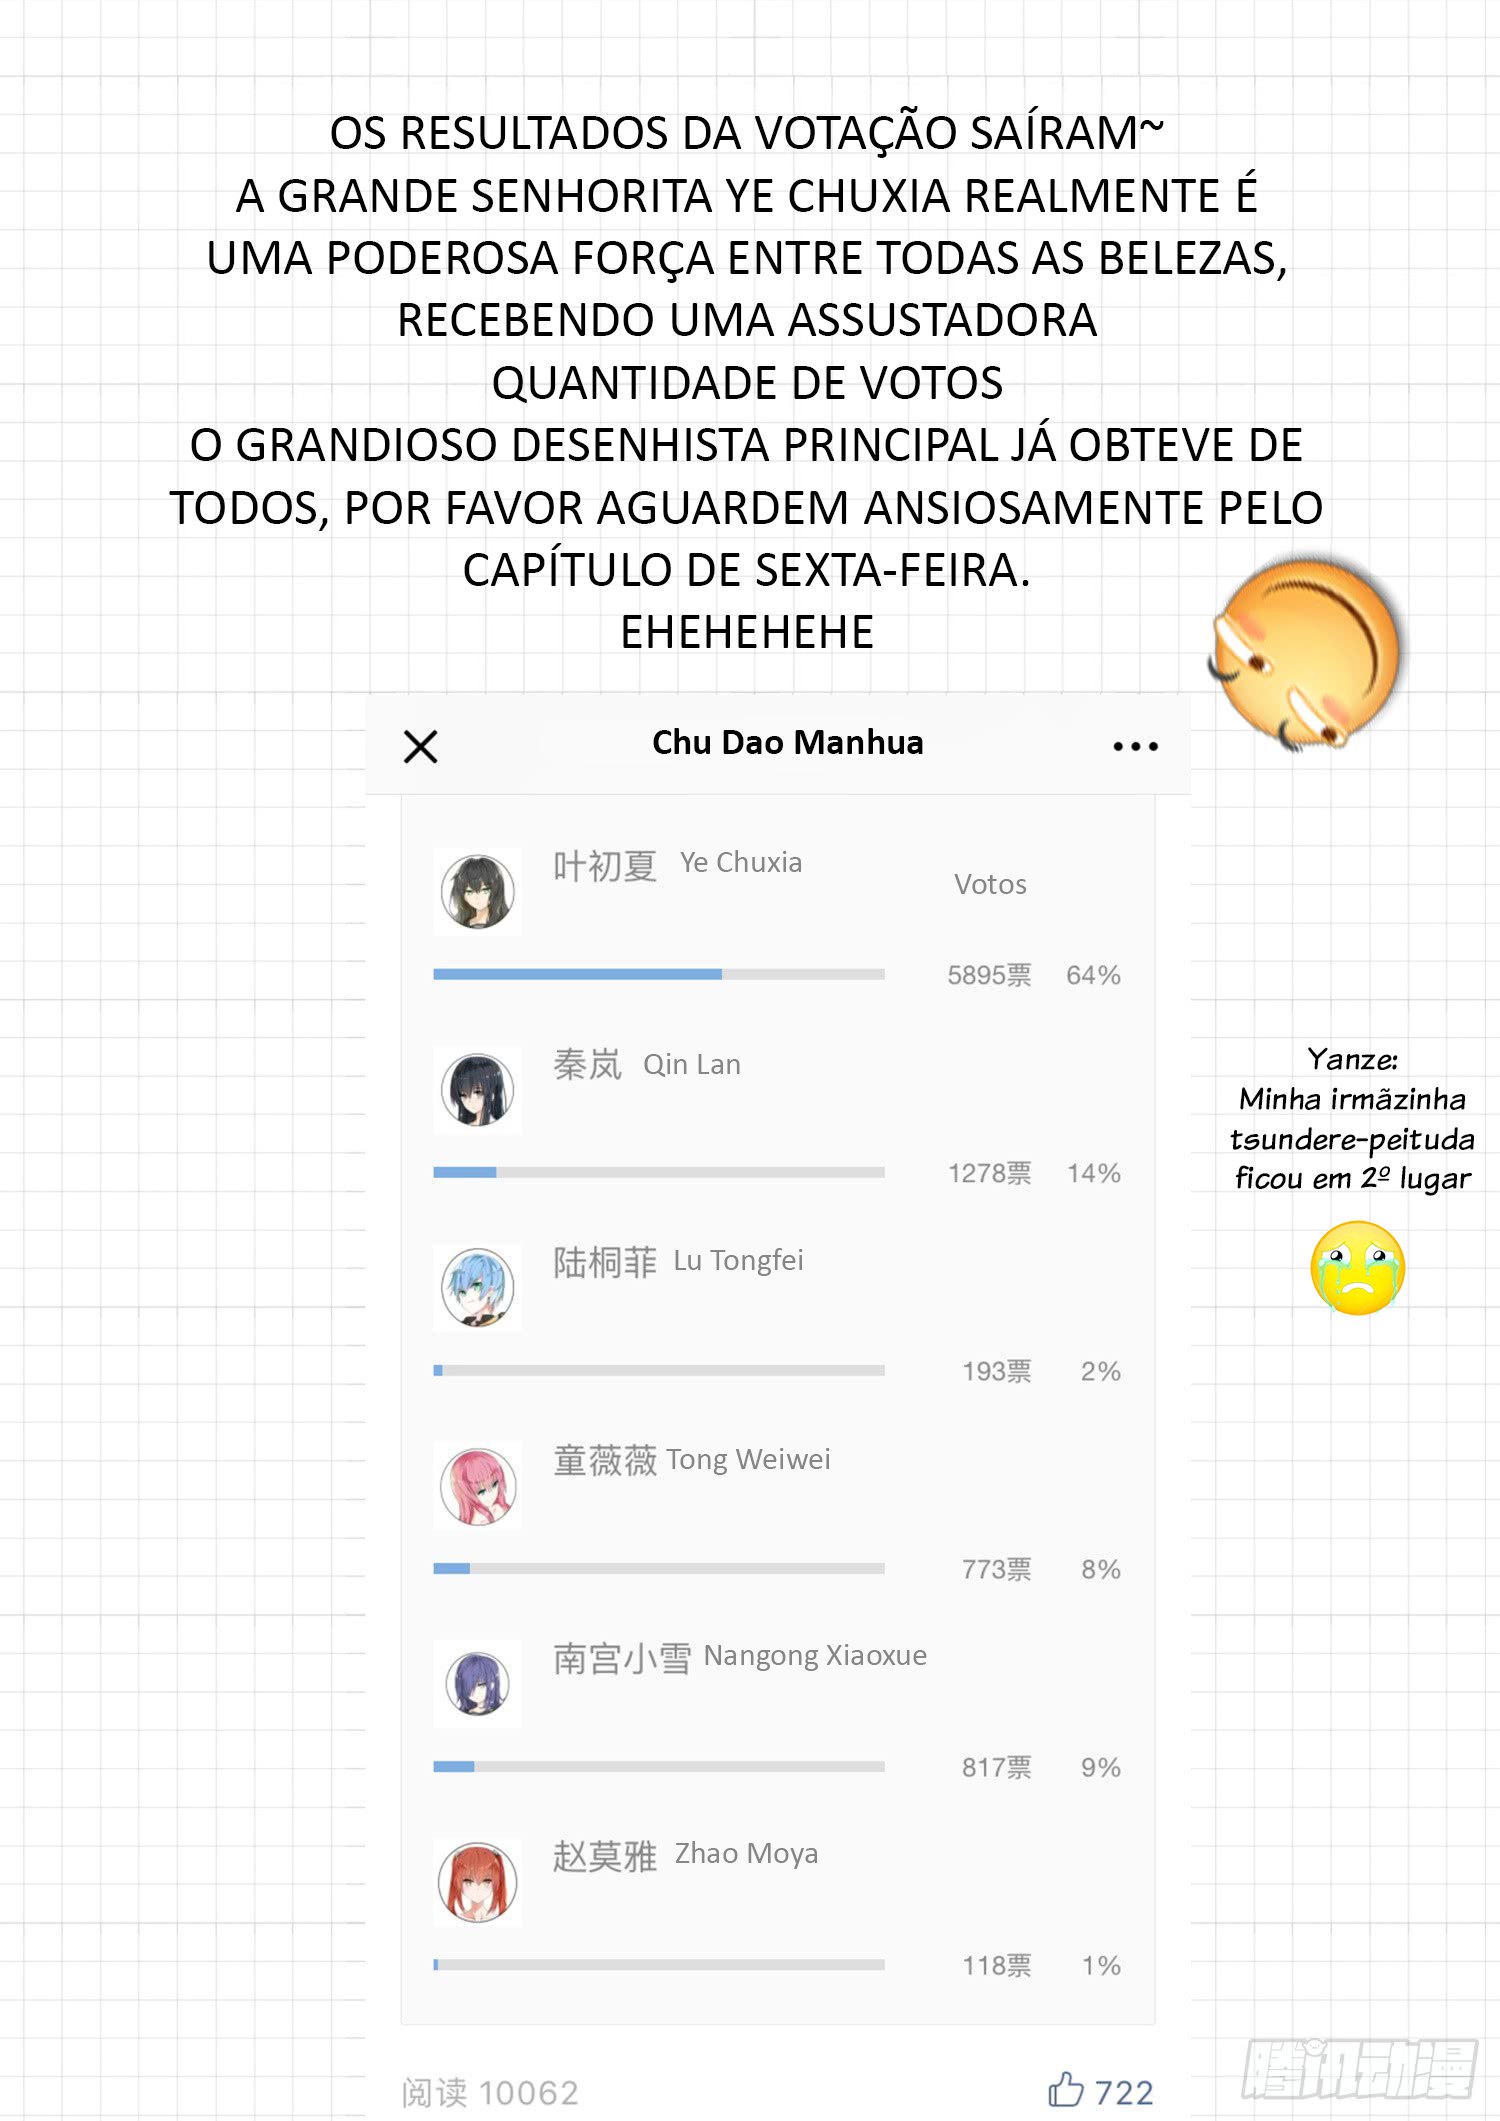 OS RESULTADOS DA VOTAÇÃO SAÍRAM~
A GRANDE SENHORITA YE CHUXIA REALMENTE É
UMA PODEROSA FORÇA ENTRE TODAS AS BELEZAS,
RECEBENDO UMA ASSUSTADORA
QUANTIDADE DE VOTOS
O GRANDIOSO DESENHISTA PRINCIPAL JÁ OBTEVE DE
TODOS, POR FAVOR AGUARDEM ANSIOSAMENTE PELO
CAPÍTULO DE SEXTA-FEIRA.
EHEHEHEHE
Chu Dao Manhua
叶初夏 Ye Chuxia
Votos
5895票 64%
秦岚 Qin Lan
1278票 14%
Yanze:
Minha irmãzinha
tsundere-peituda
ficou em 2º lugar
陆桐菲 Lu Tongfei
193票 2%
童薇薇 Tong Weiwei
773票 8%
南宫小雪 Nangong Xiaoxue
817票 9%
赵莫雅 Zhao Moya
118票 1%
阅读 10062
722
腾讯动漫